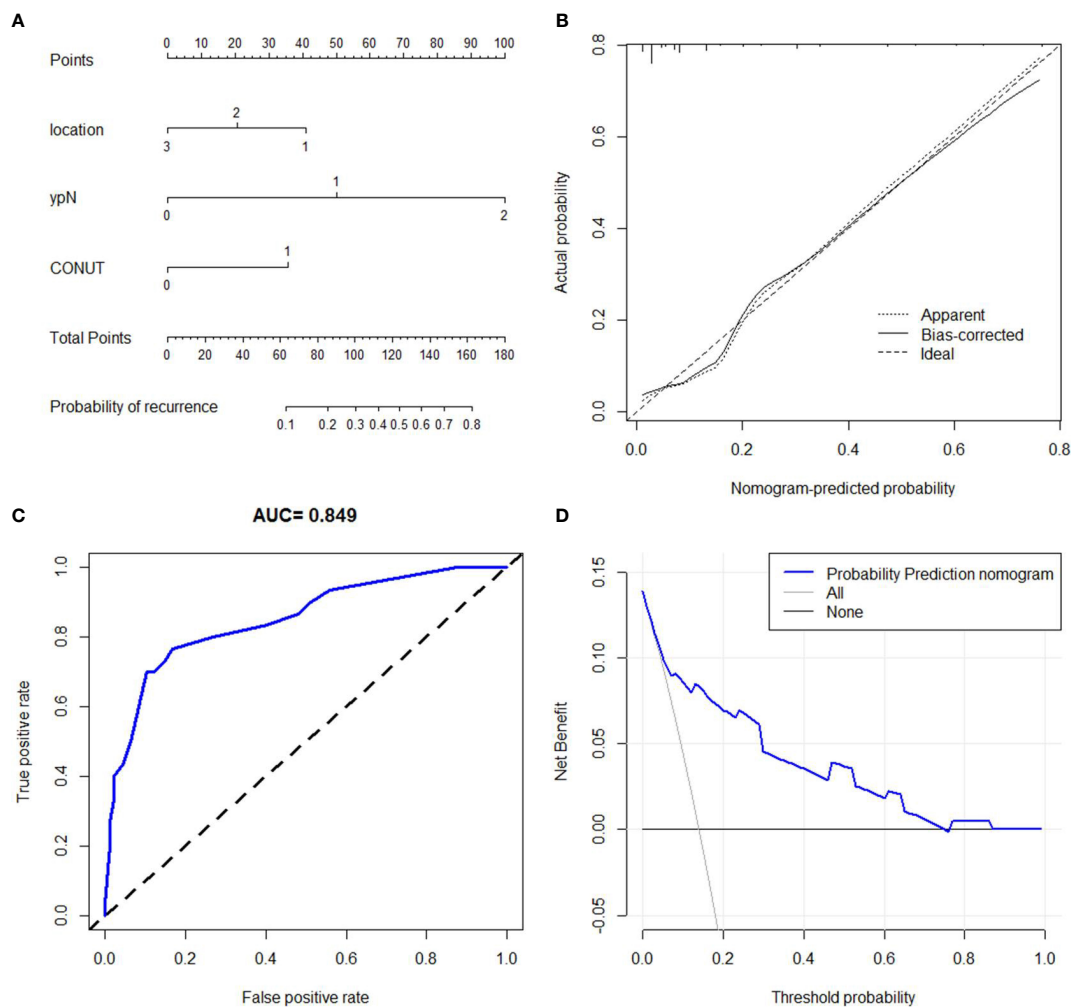 A
Points
0 10 20 30 40 50 60 70 80 90 100
location
2
3 1
ypN
1
0 2
CONUT
1
0
Total Points
0 20 40 60 80 100 120 140 160 180
Probability of recurrence
0.1 0.2 0.3 0.4 0.5 0.6 0.7 0.8
B
Actual probability
0.8
0.6
0.4
0.2
0.0
Apparent
Bias-corrected
Ideal
0.0 0.2 0.4 0.6 0.8
Nomogram-predicted probability
C
AUC= 0.849
True positive rate
1.0
0.8
0.6
0.4
0.2
0.0
0.0 0.2 0.4 0.6 0.8 1.0
False positive rate
D
Net Benefit
0.15
0.10
0.05
0.00
-0.05
Probability Prediction nomogram
All
None
0.0 0.2 0.4 0.6 0.8 1.0
Threshold probability